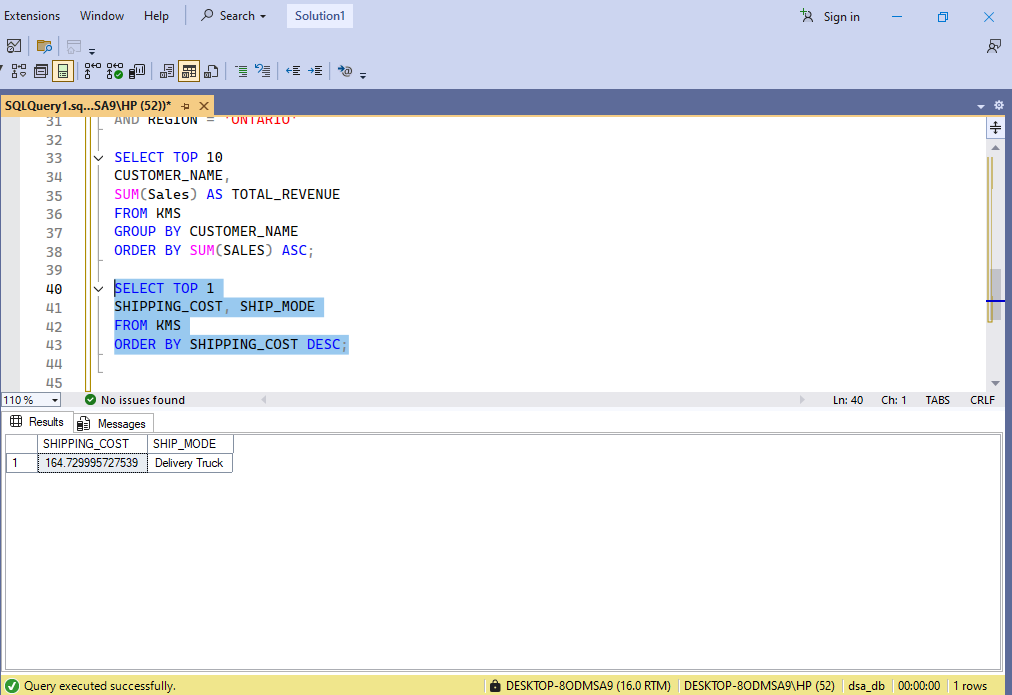 Extensions Window Help Search Solution1 Sign in
SQLQuery1.sq...SA9\HP (52))*
31 AND REGION = 'ONTARIO'
32
33 SELECT TOP 10
34 CUSTOMER_NAME,
35 SUM(Sales) AS TOTAL_REVENUE
36 FROM KMS
37 GROUP BY CUSTOMER_NAME
38 ORDER BY SUM(SALES) ASC;
39
40 SELECT TOP 1
41 SHIPPING_COST, SHIP_MODE
42 FROM KMS
43 ORDER BY SHIPPING_COST DESC;
44
45
110 % No issues found Ln: 40 Ch: 1 TABS CRLF
Results Messages
SHIPPING_COST SHIP_MODE
1 164.729995727539 Delivery Truck
Query executed successfully. DESKTOP-8ODMSA9 (16.0 RTM) DESKTOP-8ODMSA9\HP (52) dsa_db 00:00:00 1 rows